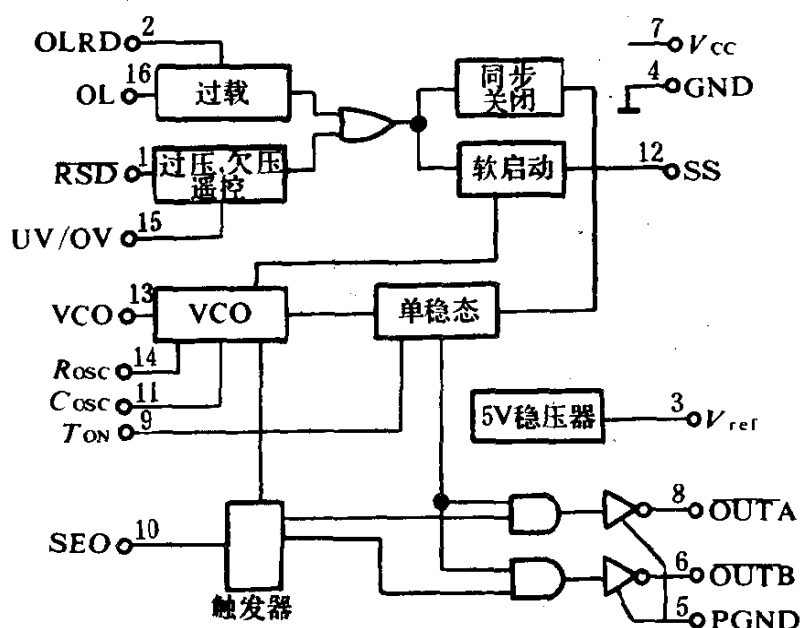 OLRD 2
16
OL
过载
同步
关闭
7 VCC
4 GND
RSD 1
过压、欠压
遥控
软启动
12 SS
15
UV/OV
VCO 13
VCO
单稳态
ROSC 14
COSC 11
TON 9
5V稳压器
3 Vref
SEO 10
触发器
8 OUTA
6 OUTB
5 PGND